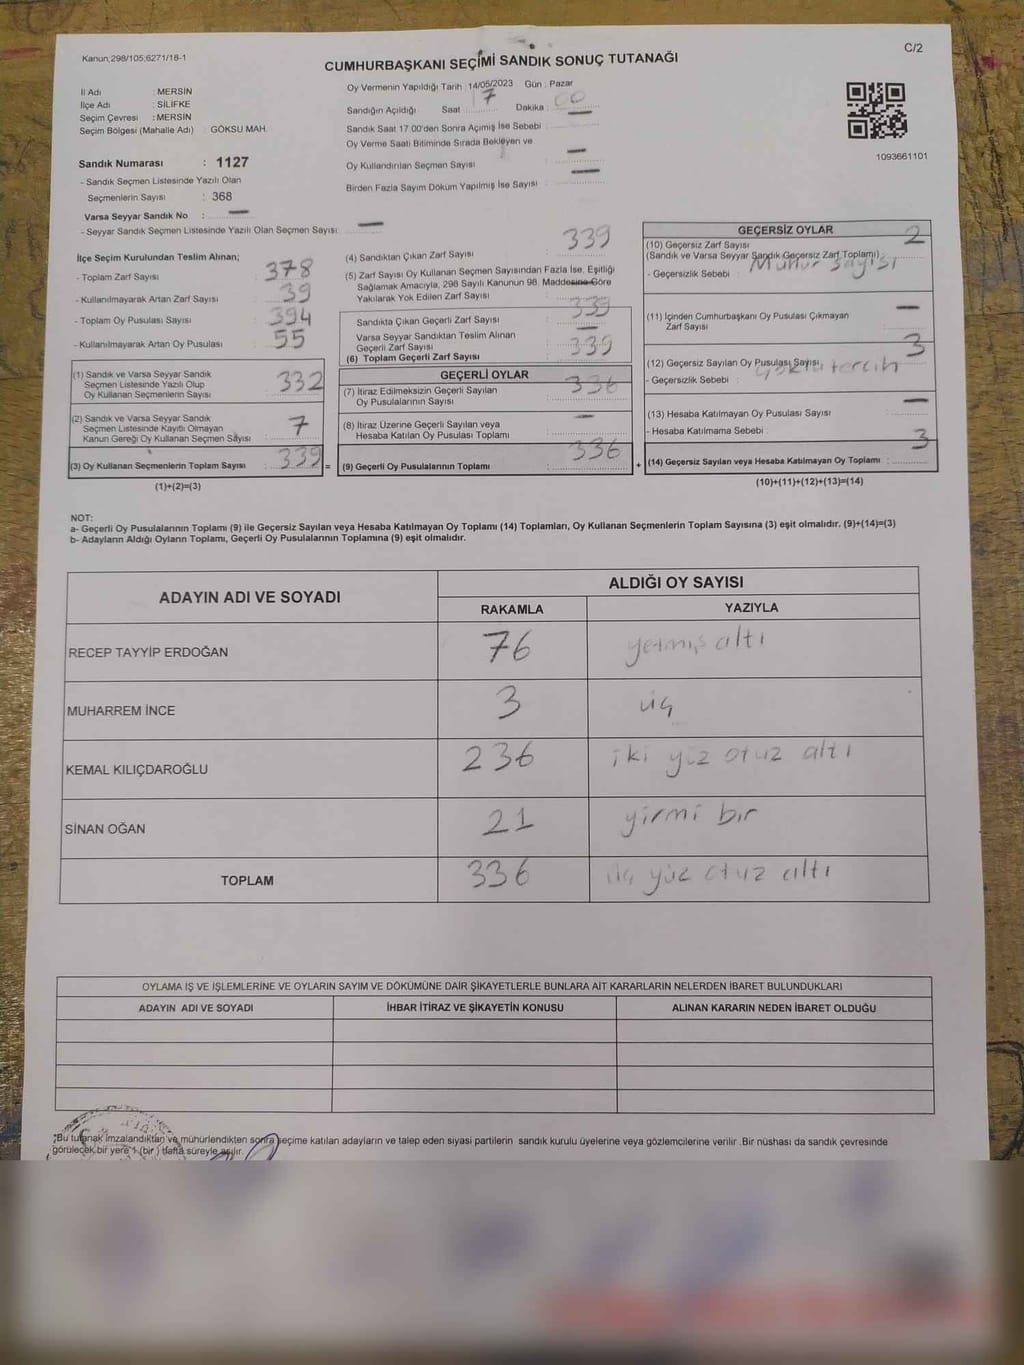 Kanun;298/105;6271/18-1
C/2
CUMHURBAŞKANI SEÇİMİ SANDIK SONUÇ TUTANAĞI
İl Adı : MERSİN
İlçe Adı : SİLİFKE
Seçim Çevresi : MERSİN
Seçim Bölgesi (Mahalle Adı) : GÖKSU MAH.
Sandık Numarası : 1127
- Sandık Seçmen Listesinde Yazılı Olan
Seçmenlerin Sayısı : 368
Varsa Seyyar Sandık No : —
- Seyyar Sandık Seçmen Listesinde Yazılı Olan Seçmen Sayısı: —
Oy Vermenin Yapıldığı Tarih : 14/05/2023 Gün : Pazar
Sandığın Açıldığı Saat : 17 Dakika : 00
Sandık Saat 17.00'den Sonra Açımış İse Sebebi : —
Oy Verme Saati Bitiminde Sırada Bekleyen ve
Oy Kullandırılan Seçmen Sayısı : —
Birden Fazla Sayım Döküm Yapılmış İse Sayısı : —
1093661101
İlçe Seçim Kurulundan Teslim Alınan;
- Toplam Zarf Sayısı : 378
- Kullanılmayarak Artan Zarf Sayısı : 39
- Toplam Oy Pusulası Sayısı : 394
- Kullanılmayarak Artan Oy Pusulası : 55
(1) Sandık ve Varsa Seyyar Sandık
Seçmen Listesinde Yazılı Olup
Oy Kullanan Seçmenlerin Sayısı : 332
(2) Sandık ve Varsa Seyyar Sandık
Seçmen Listesinde Kayıtlı Olmayan
Kanun Gereği Oy Kullanan Seçmen Sayısı : 7
(3) Oy Kullanan Seçmenlerin Toplam Sayısı : 339 =
(1)+(2)=(3)
(4) Sandıktan Çıkan Zarf Sayısı : 339
(5) Zarf Sayısı Oy Kullanan Seçmen Sayısından Fazla İse, Eşitliği
Sağlamak Amacıyla, 298 Sayılı Kanunun 98. Maddesine Göre
Yakılarak Yok Edilen Zarf Sayısı : —
Sandıkta Çıkan Geçerli Zarf Sayısı : 339
Varsa Seyyar Sandıktan Teslim Alınan
Geçerli Zarf Sayısı : —
(6) Toplam Geçerli Zarf Sayısı : 339
GEÇERLİ OYLAR
(7) İtiraz Edilmeksizin Geçerli Sayılan
Oy Pusulalarının Sayısı : 336
(8) İtiraz Üzerine Geçerli Sayılan veya
Hesaba Katılan Oy Pusulası Toplamı : —
(9) Geçerli Oy Pusulalarının Toplamı : 336 +
GEÇERSİZ OYLAR
(10) Geçersiz Zarf Sayısı : 2
(Sandık ve Varsa Seyyar Sandık Geçersiz Zarf Toplamı)
- Geçersizlik Sebebi : Mühür sayısı
(11) İçinden Cumhurbaşkanı Oy Pusulası Çıkmayan
Zarf Sayısı : —
(12) Geçersiz Sayılan Oy Pusulası Sayısı : 3
- Geçersizlik Sebebi : tercih
(13) Hesaba Katılmayan Oy Pusulası Sayısı : —
- Hesaba Katılmama Sebebi :
(14) Geçersiz Sayılan veya Hesaba Katılmayan Oy Toplamı : 3
(10)+(11)+(12)+(13)=(14)
NOT:
a- Geçerli Oy Pusulalarının Toplamı (9) ile Geçersiz Sayılan veya Hesaba Katılmayan Oy Toplamı (14) Toplamları, Oy Kullanan Seçmenlerin Toplam Sayısına (3) eşit olmalıdır. (9)+(14)=(3)
b- Adayların Aldığı Oyların Toplamı, Geçerli Oy Pusulalarının Toplamına (9) eşit olmalıdır.
ADAYIN ADI VE SOYADI ALDIĞI OY SAYISI
RAKAMLA YAZIYLA
RECEP TAYYİP ERDOĞAN 76 yetmiş altı
MUHARREM İNCE 3 üç
KEMAL KILIÇDAROĞLU 236 iki yüz otuz altı
SİNAN OĞAN 21 yirmi bir
TOPLAM 336 üç yüz otuz altı
OYLAMA İŞ VE İŞLEMLERİNE VE OYLARIN SAYIM VE DÖKÜMÜNE DAİR ŞİKAYETLERLE BUNLARA AİT KARARLARIN NELERDEN İBARET BULUNDUKLARI
ADAYIN ADI VE SOYADI İHBAR İTİRAZ VE ŞİKAYETİN KONUSU ALINAN KARARIN NEDEN İBARET OLDUĞU
*Bu tutanak imzalandıktan ve mühürlendikten sonra seçime katılan adayların ve talep eden siyasi partilerin sandık kurulu üyelerine veya gözlemcilerine verilir .Bir nüshası da sandık çevresinde
görülecek bir yere 1 (bir ) hafta süreyle asılır.